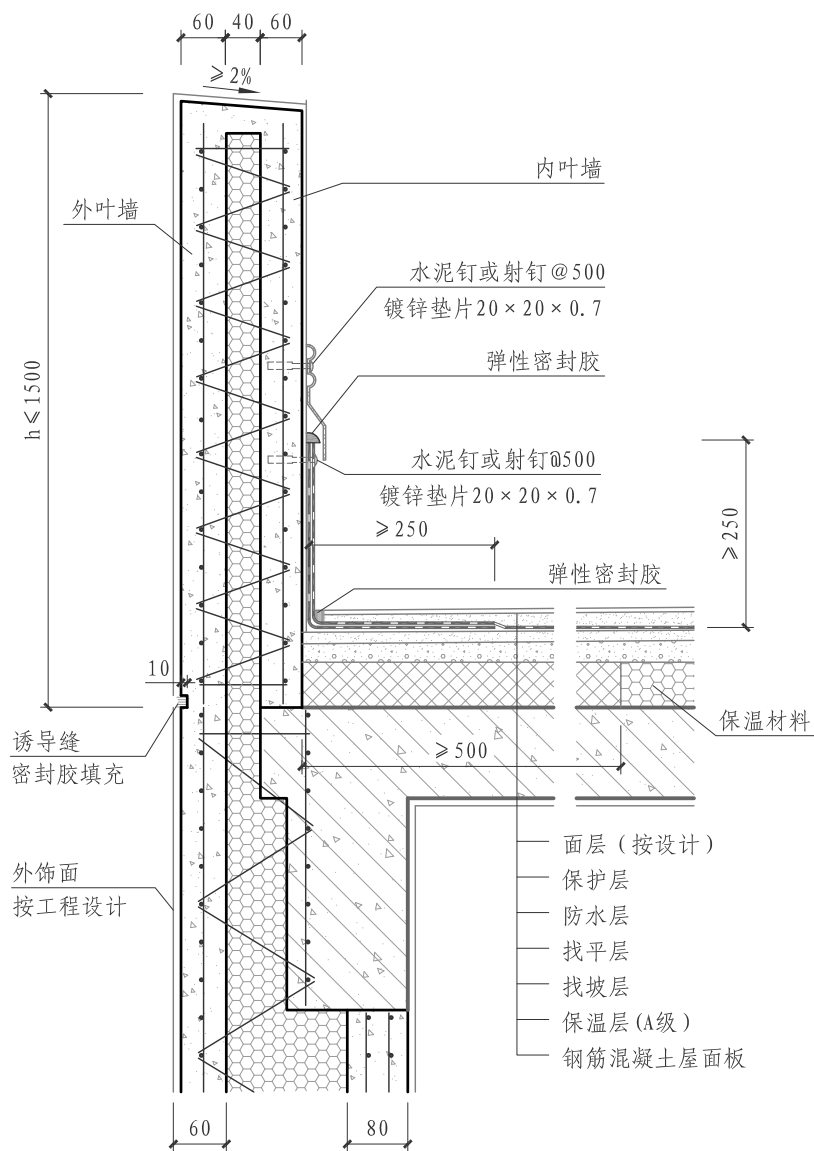 60 40 60
≥2%
内叶墙
外叶墙
水泥钉或射钉@500
镀锌垫片20×20×0.7
弹性密封胶
h≤1500
水泥钉或射钉@500
镀锌垫片20×20×0.7
≥250
≥250
弹性密封胶
10
保温材料
诱导缝
密封胶填充
≥500
外饰面
按工程设计
面层(按设计)
保护层
防水层
找平层
找坡层
保温层(A级)
钢筋混凝土屋面板
60
80